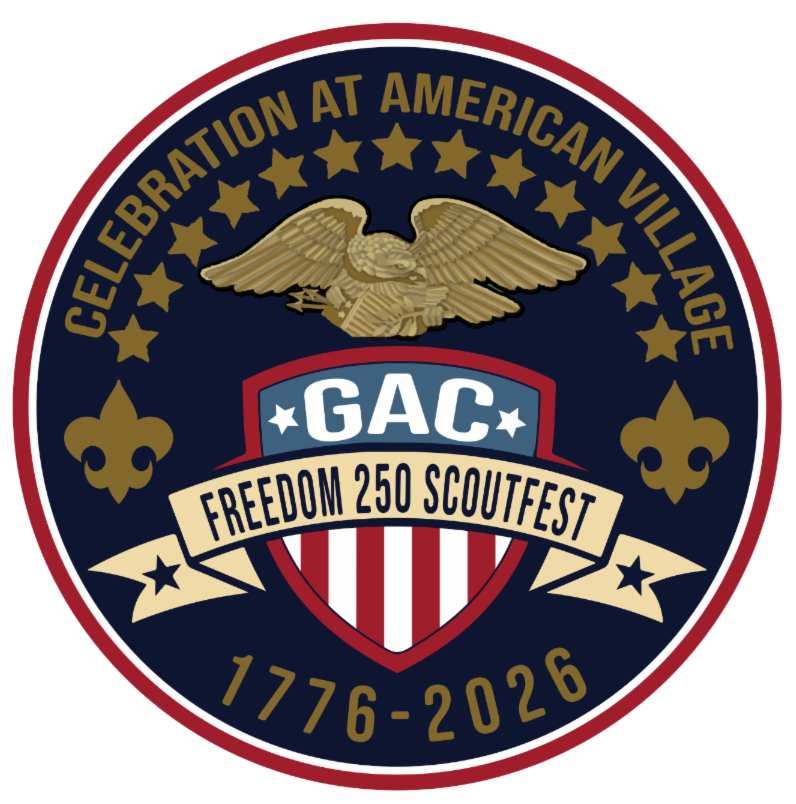 CELEBRATION AT AMERICAN VILLAGE
GAC
FREEDOM 250 SCOUTFEST
1776-2026